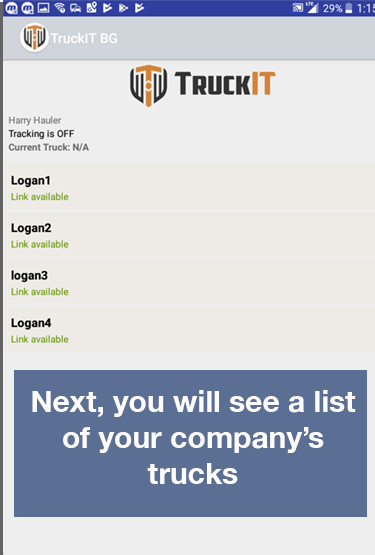 LTE 29% 1:15
TruckIT BG
TRUCKIT
Harry Hauler
Tracking is OFF
Current Truck: N/A
Logan1
Link available
Logan2
Link available
logan3
Link available
Logan4
Link available
Next, you will see a list
of your company's
trucks